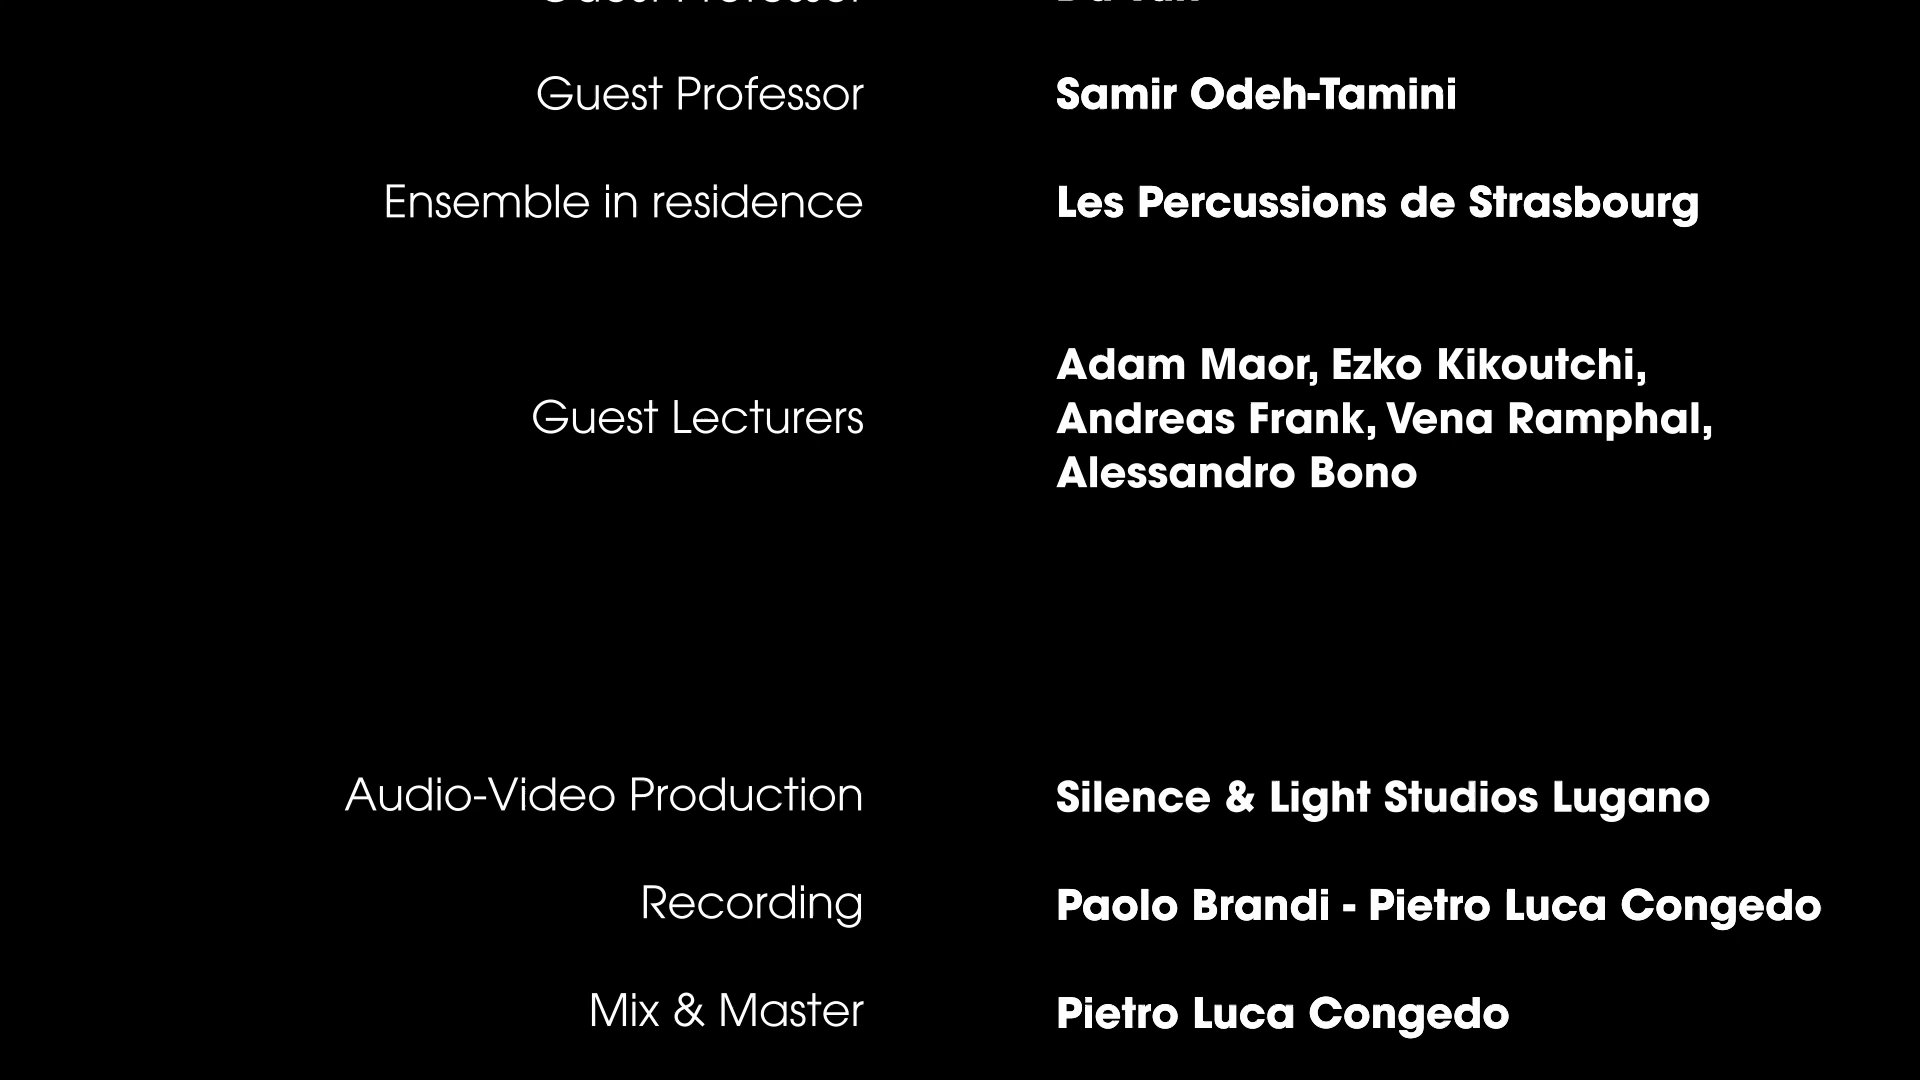 Guest Professor
Guest Professor Samir Odeh-Tamini
Ensemble in residence Les Percussions de Strasbourg
Adam Maor, Ezko Kikoutchi,
Guest Lecturers Andreas Frank, Vena Ramphal,
Alessandro Bono
Audio-Video Production Silence & Light Studios Lugano
Recording Paolo Brandi - Pietro Luca Congedo
Mix & Master Pietro Luca Congedo